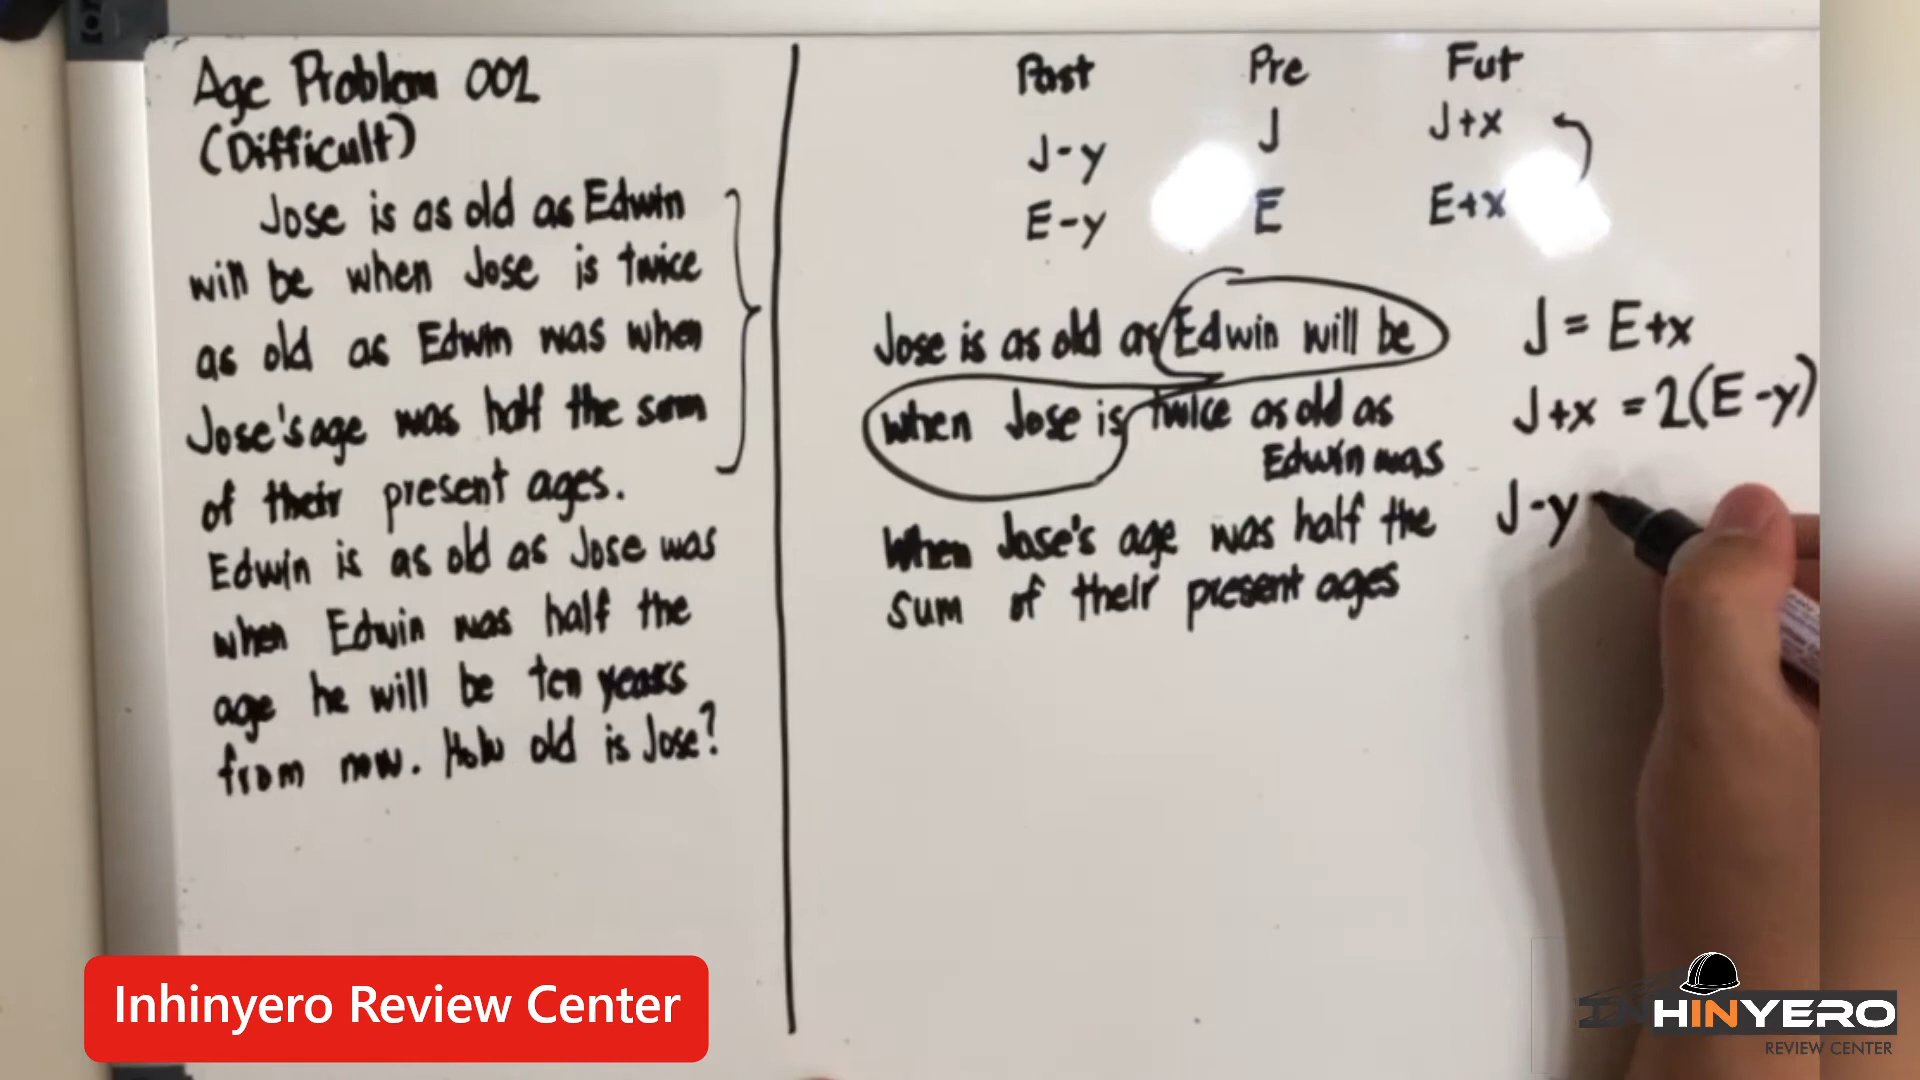 Age Problem 002
(Difficult)
Jose is as old as Edwin
will be when Jose is twice
as old as Edwin was when
Jose's age was half the sum
of their present ages.
Edwin is as old as Jose was
when Edwin was half the
age he will be ten years
from now. How old is Jose?
Past Pre Fut
J-y J J+x
E-y E E+x
Jose is as old as Edwin will be
when Jose is twice as old as
Edwin was
When Jose's age was half the
sum of their present ages
J = E+x
J+x = 2(E-y)
J-y
Inhinyero Review Center
INHINYERO
REVIEW CENTER